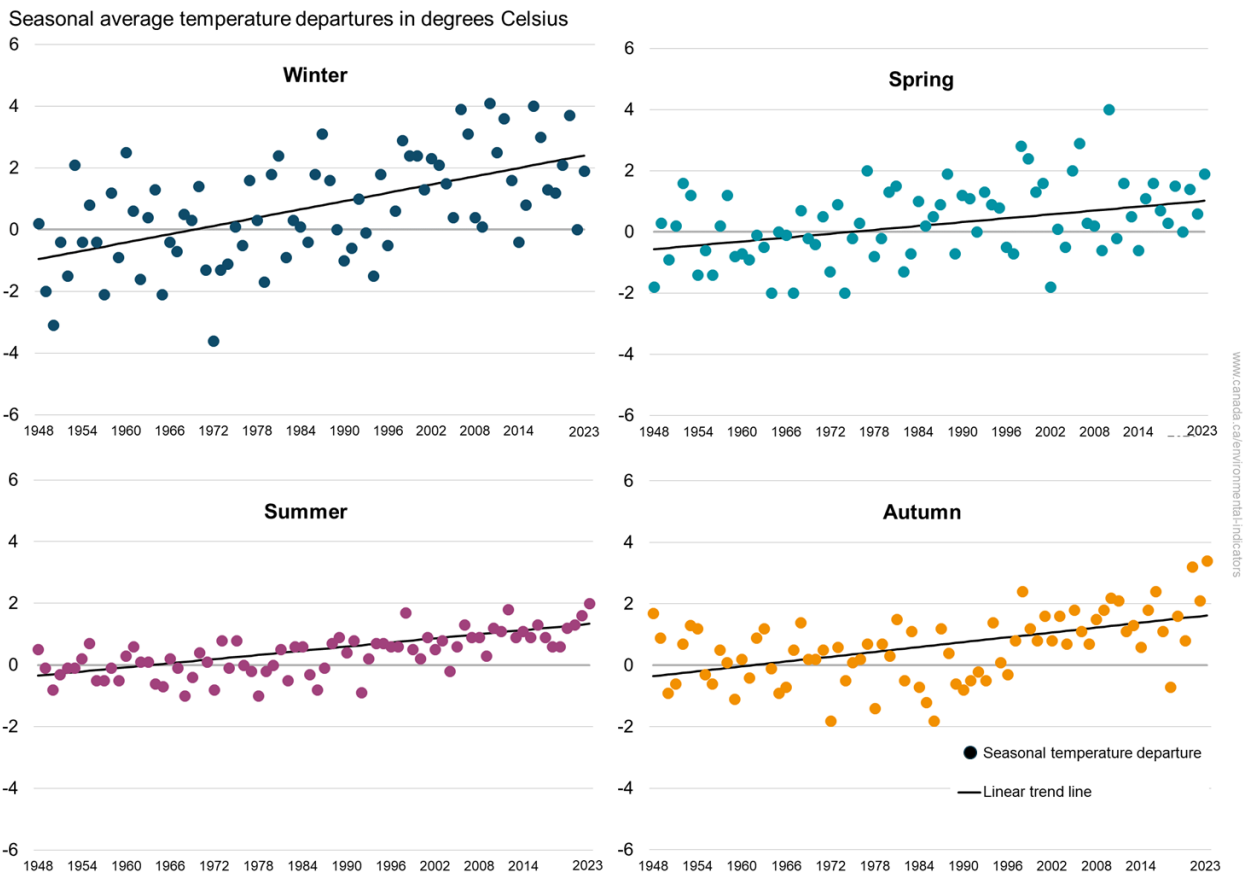 Seasonal average temperature departures in degrees Celsius
Winter
6
4
2
0
-2
-4
-6
1948 1954 1960 1966 1972 1978 1984 1990 1996 2002 2008 2014 2023
Spring
6
4
2
0
-2
-4
-6
1948 1954 1960 1966 1972 1978 1984 1990 1996 2002 2008 2014 2023
Summer
6
4
2
0
-2
-4
-6
1948 1954 1960 1966 1972 1978 1984 1990 1996 2002 2008 2014 2023
Autumn
6
4
2
0
-2
-4
-6
1948 1954 1960 1966 1972 1978 1984 1990 1996 2002 2008 2014 2023
Seasonal temperature departure
Linear trend line
www.canada.ca/environmental-indicators